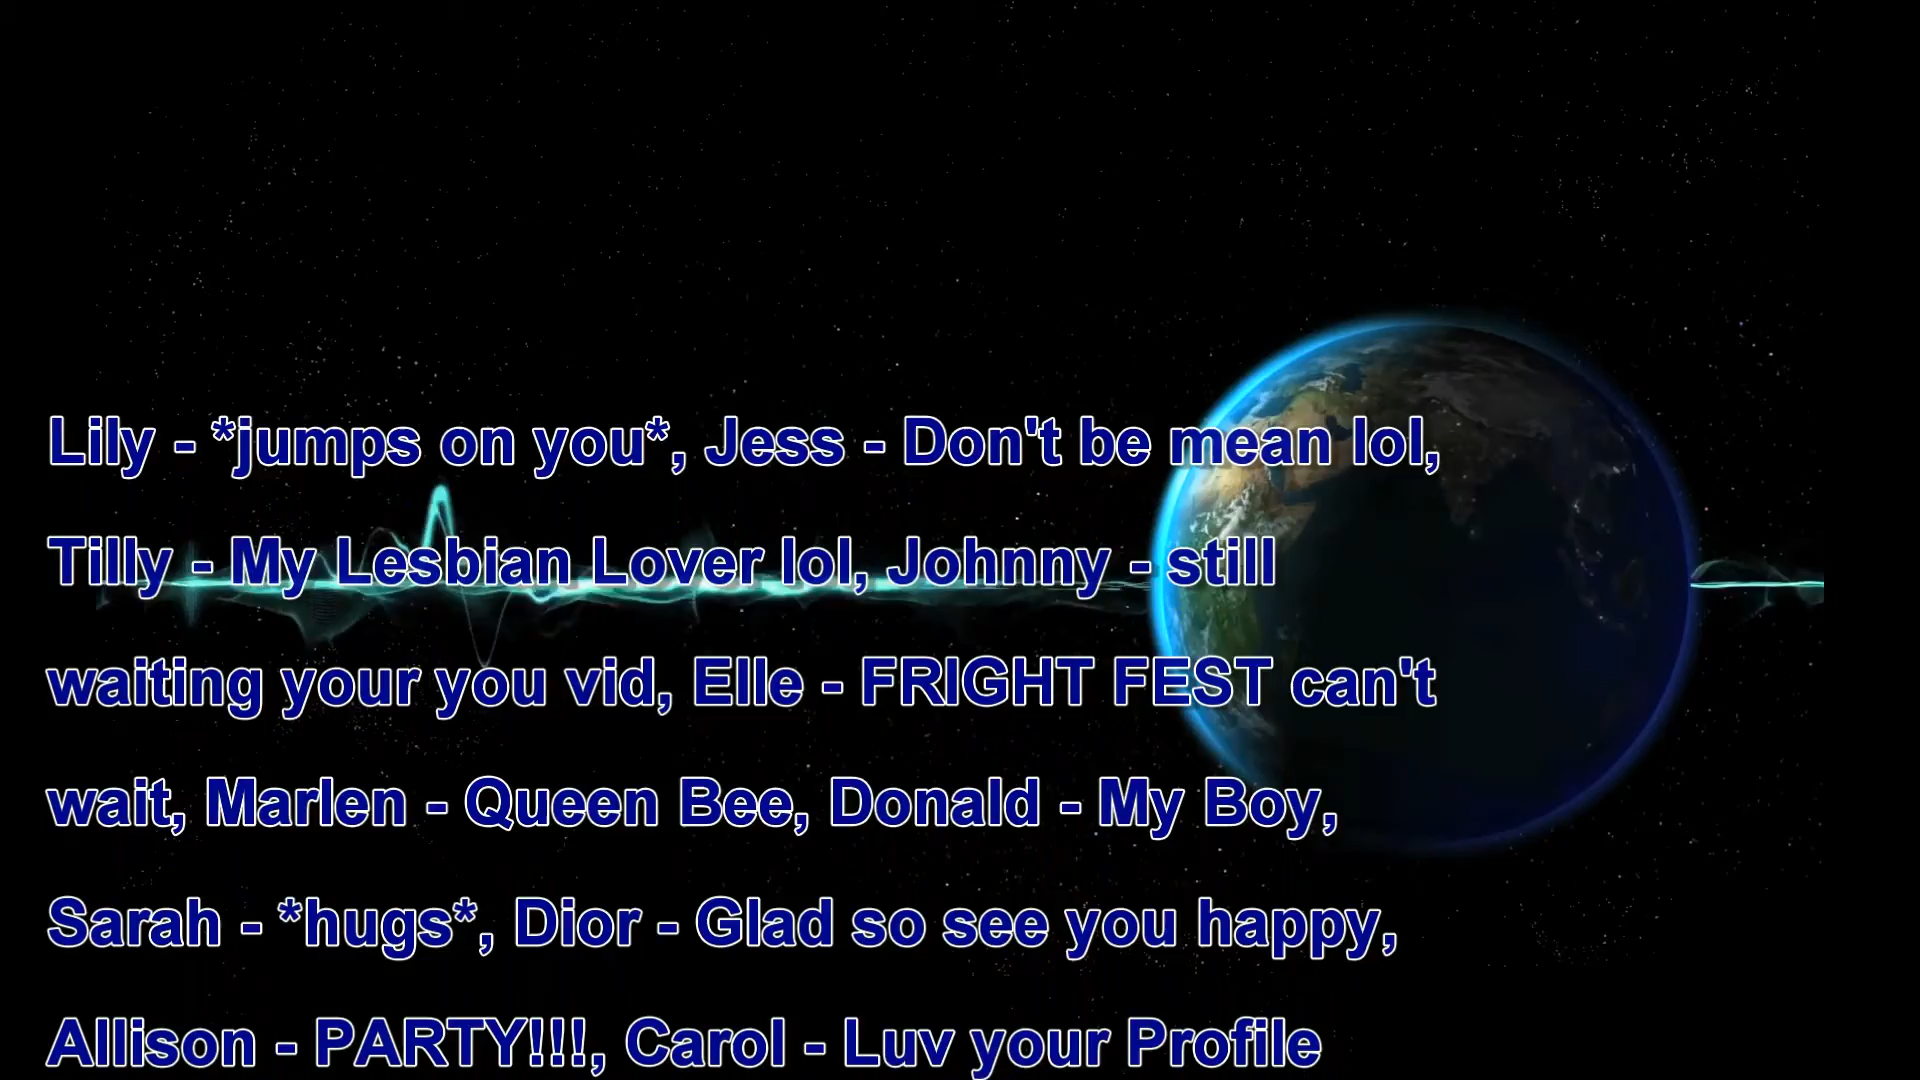 Lily - *jumps on you*, Jess - Don't be mean lol,
Tilly - My Lesbian Lover lol, Johnny - still
waiting your you vid, Elle - FRIGHT FEST can't
wait, Marlen - Queen Bee, Donald - My Boy,
Sarah - *hugs*, Dior - Glad so see you happy,
Allison - PARTY!!!, Carol - Luv your Profile